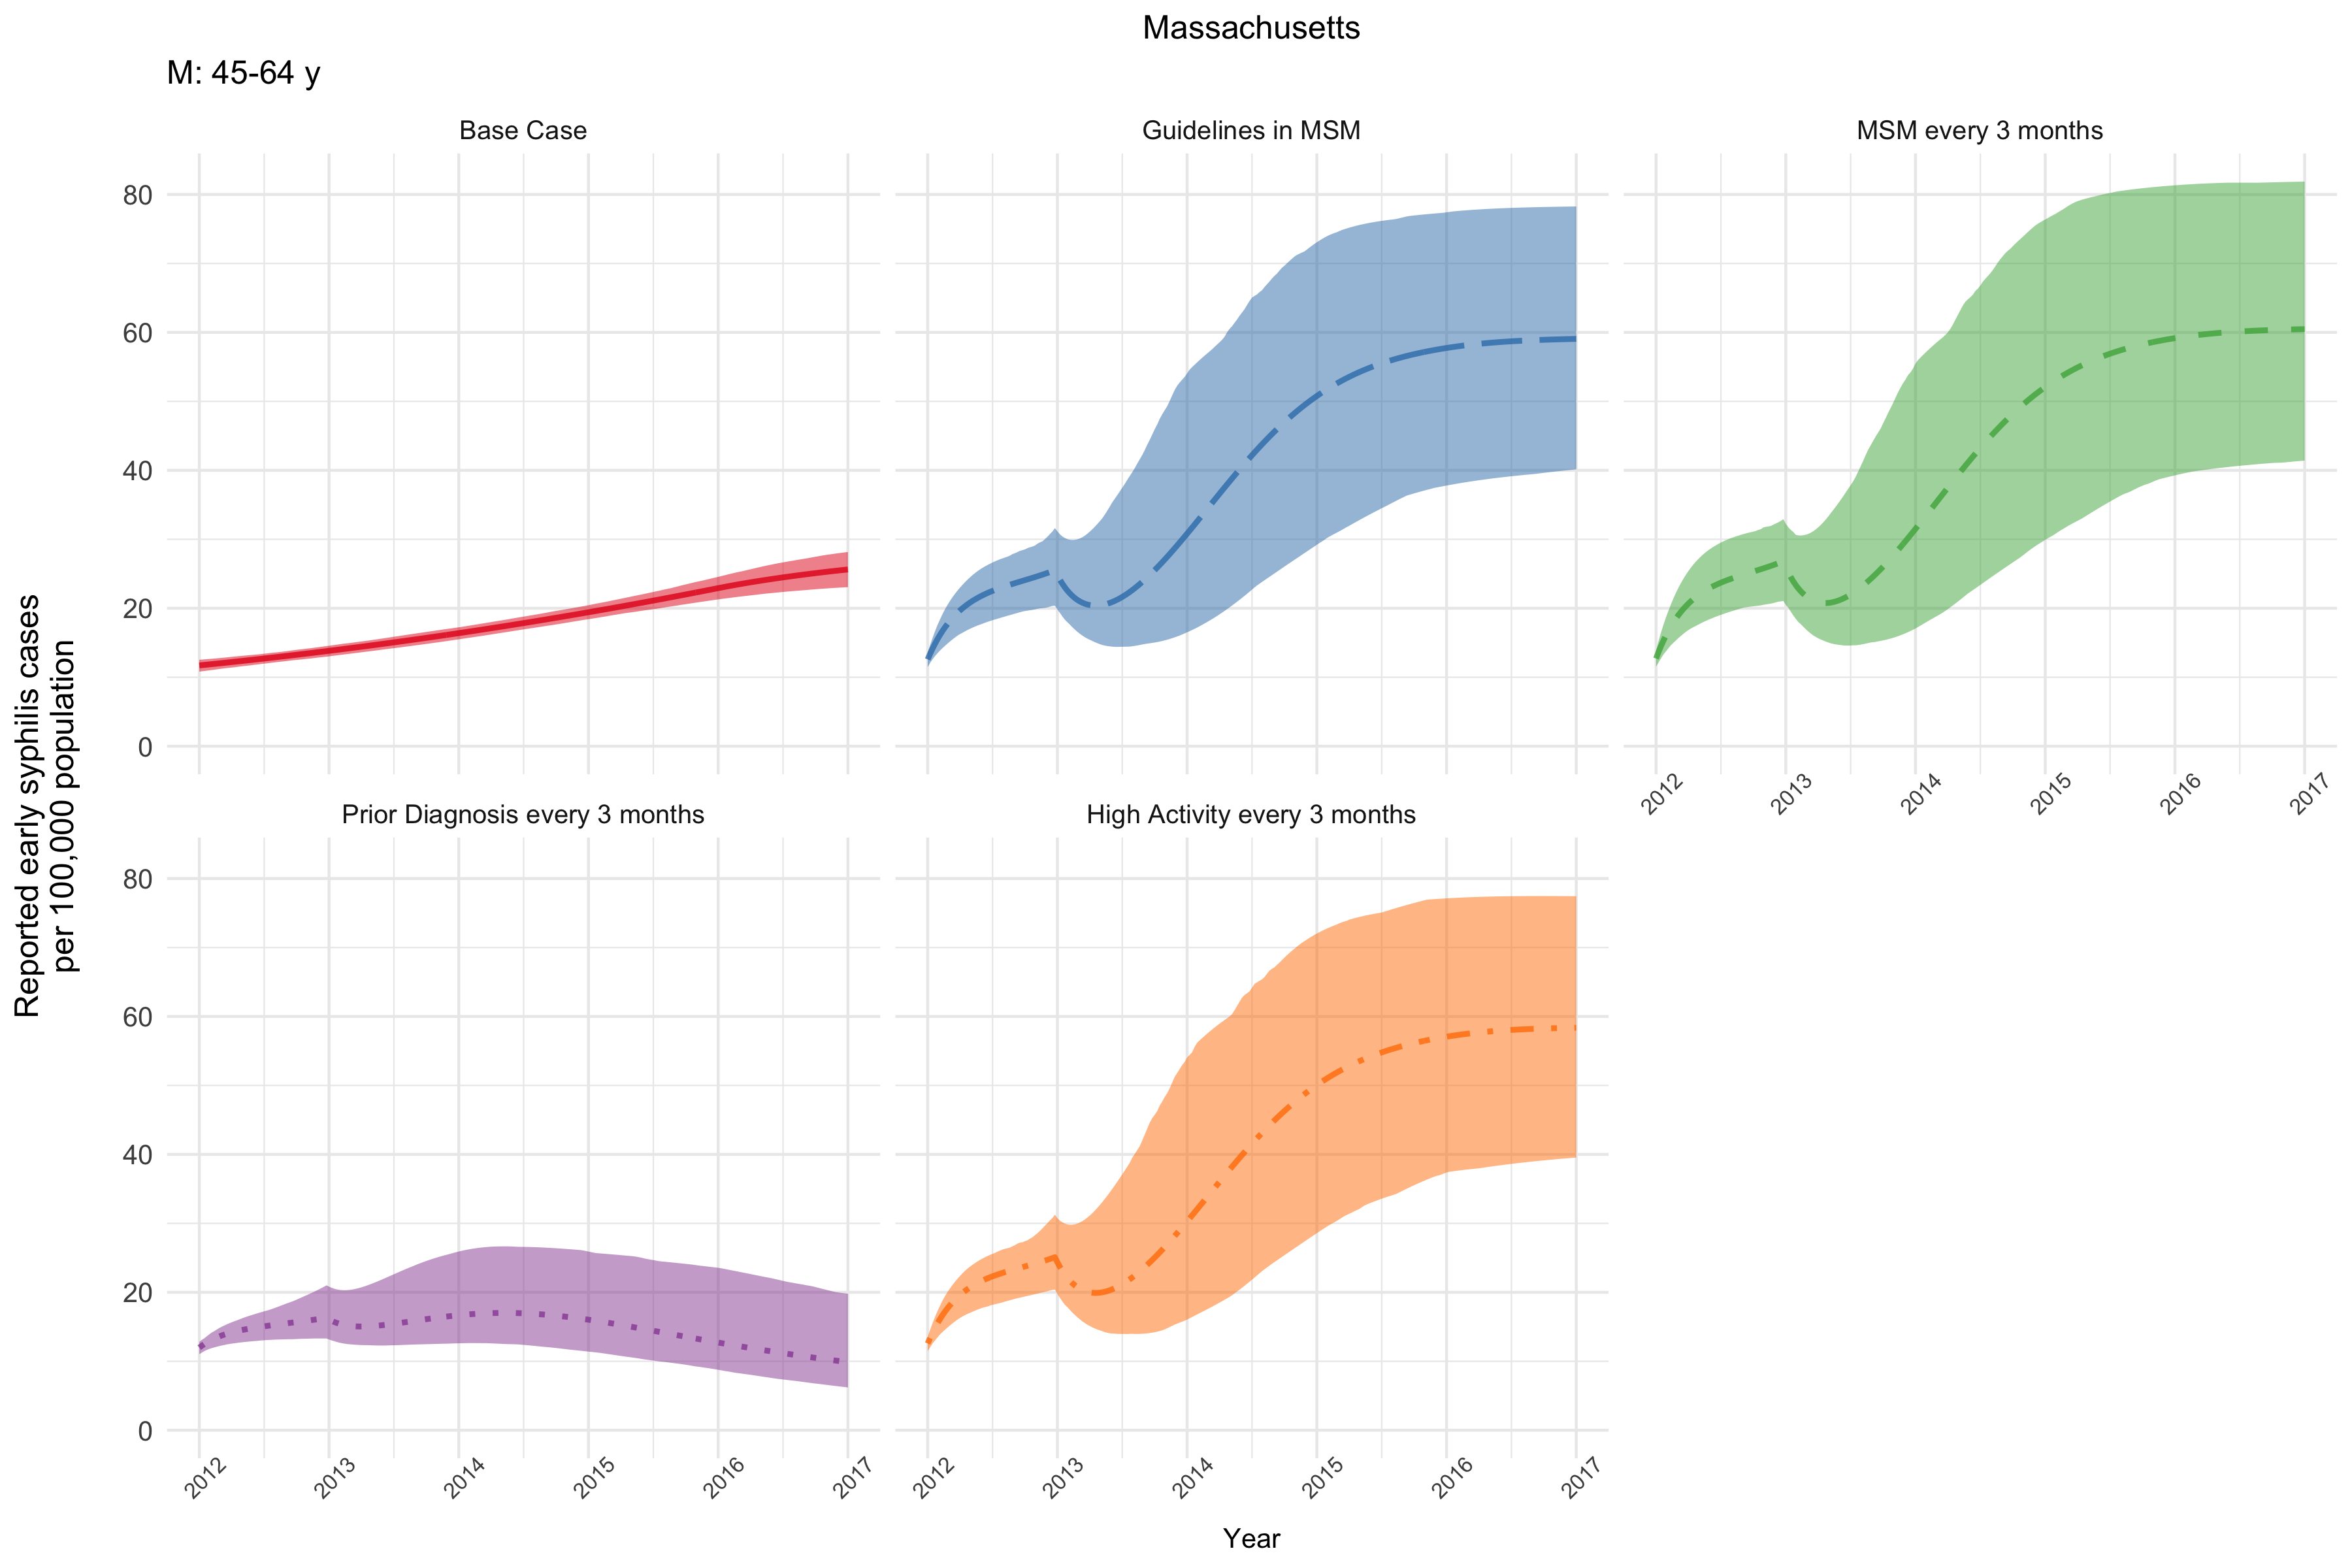 Massachusetts
M: 45-64 y
Base Case
Guidelines in MSM
MSM every 3 months
80
60
40
20
0
2012
2013
2014
2015
2016
2017
Prior Diagnosis every 3 months
High Activity every 3 months
80
60
40
20
0
2012
2013
2014
2015
2016
2017
2012
2013
2014
2015
2016
2017
Reported early syphilis cases
per 100,000 population
Year